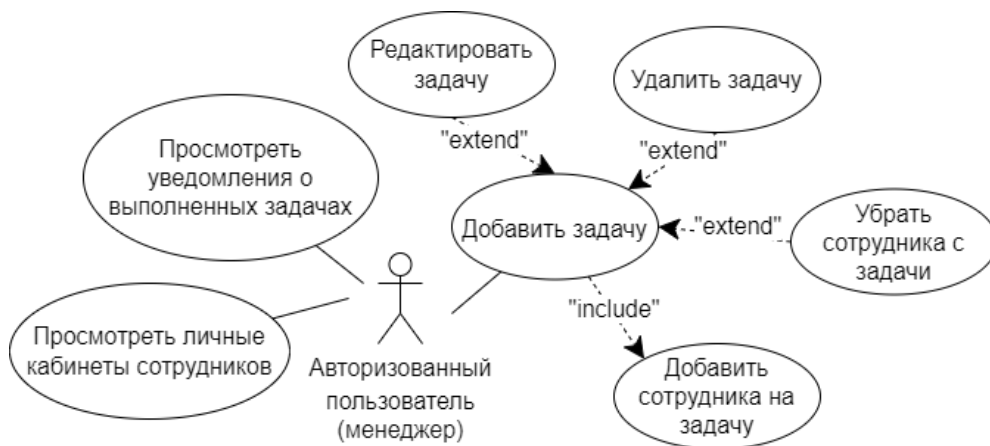 Редактировать
задачу
Удалить задачу
"extend"
"extend"
Просмотреть
уведомления о
выполненных задачах
Добавить задачу
"extend"
Убрать
сотрудника с
задачи
"include"
Просмотреть личные
кабинеты сотрудников
Авторизованный
пользователь
(менеджер)
Добавить
сотрудника на
задачу